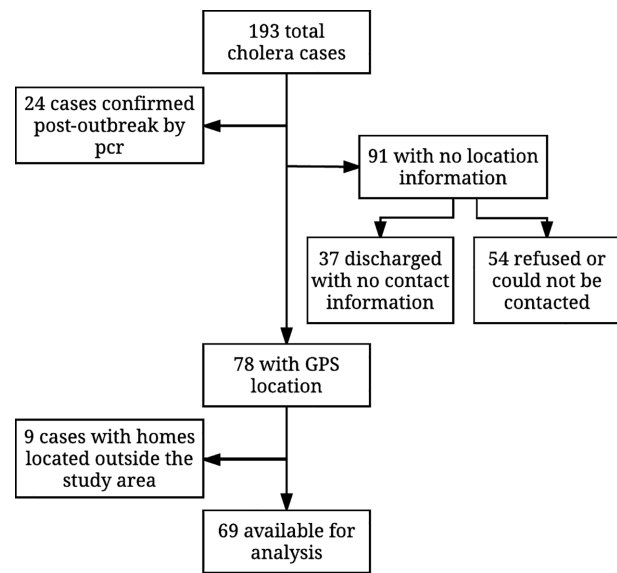 193 total
cholera cases
24 cases confirmed
post-outbreak by
pcr
91 with no location
information
37 discharged
with no contact
information
54 refused or
could not be
contacted
78 with GPS
location
9 cases with homes
located outside the
study area
69 available for
analysis